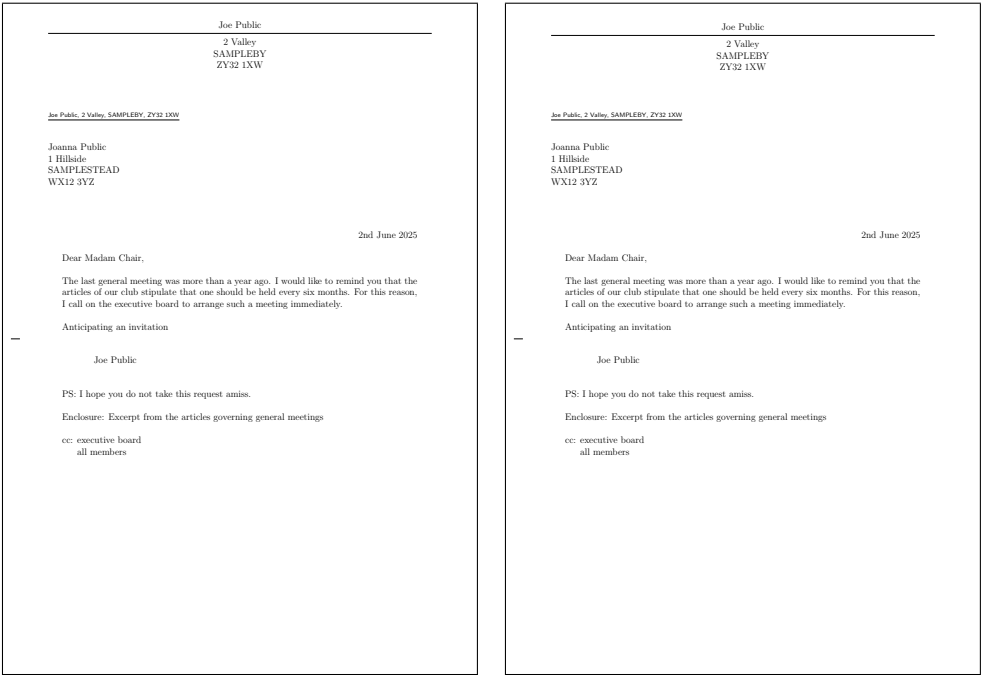 Joe Public
2 Valley
SAMPLEBY
ZY32 1XW
Joe Public, 2 Valley, SAMPLEBY, ZY32 1XW
Joanna Public
1 Hillside
SAMPLESTEAD
WX12 3YZ
2nd June 2025
Dear Madam Chair,
The last general meeting was more than a year ago. I would like to remind you that the
articles of our club stipulate that one should be held every six months. For this reason,
I call on the executive board to arrange such a meeting immediately.
Anticipating an invitation
Joe Public
PS: I hope you do not take this request amiss.
Enclosure: Excerpt from the articles governing general meetings
cc: executive board
all members
Joe Public
2 Valley
SAMPLEBY
ZY32 1XW
Joe Public, 2 Valley, SAMPLEBY, ZY32 1XW
Joanna Public
1 Hillside
SAMPLESTEAD
WX12 3YZ
2nd June 2025
Dear Madam Chair,
The last general meeting was more than a year ago. I would like to remind you that the
articles of our club stipulate that one should be held every six months. For this reason,
I call on the executive board to arrange such a meeting immediately.
Anticipating an invitation
Joe Public
PS: I hope you do not take this request amiss.
Enclosure: Excerpt from the articles governing general meetings
cc: executive board
all members